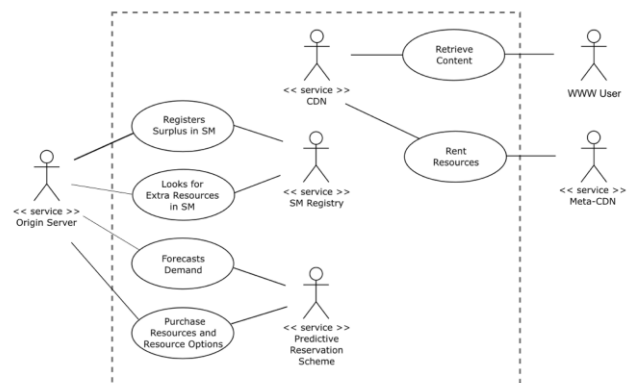 Retrieve
Content
<< service >>
CDN
WWW User
Registers
Surplus in SM
Rent
Resources
<< service >>
Origin Server
Looks for
Extra Resources
in SM
<< service >>
SM Registry
<< service >>
Meta-CDN
Forecasts
Demand
Purchase
Resources and
Resource Options
<< service >>
Predictive
Reservation
Scheme